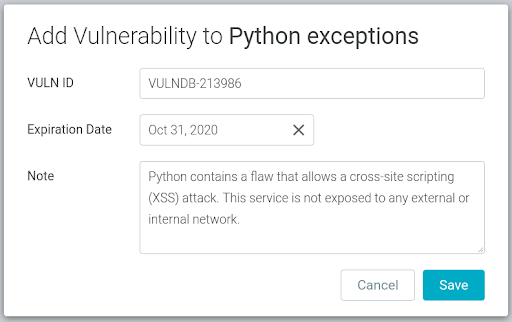 Add Vulnerability to Python exceptions
VULN ID
VULNDB-213986
Expiration Date
Oct 31, 2020
Note
Python contains a flaw that allows a cross-site scripting
(XSS) attack. This service is not exposed to any external or
internal network.
Cancel
Save